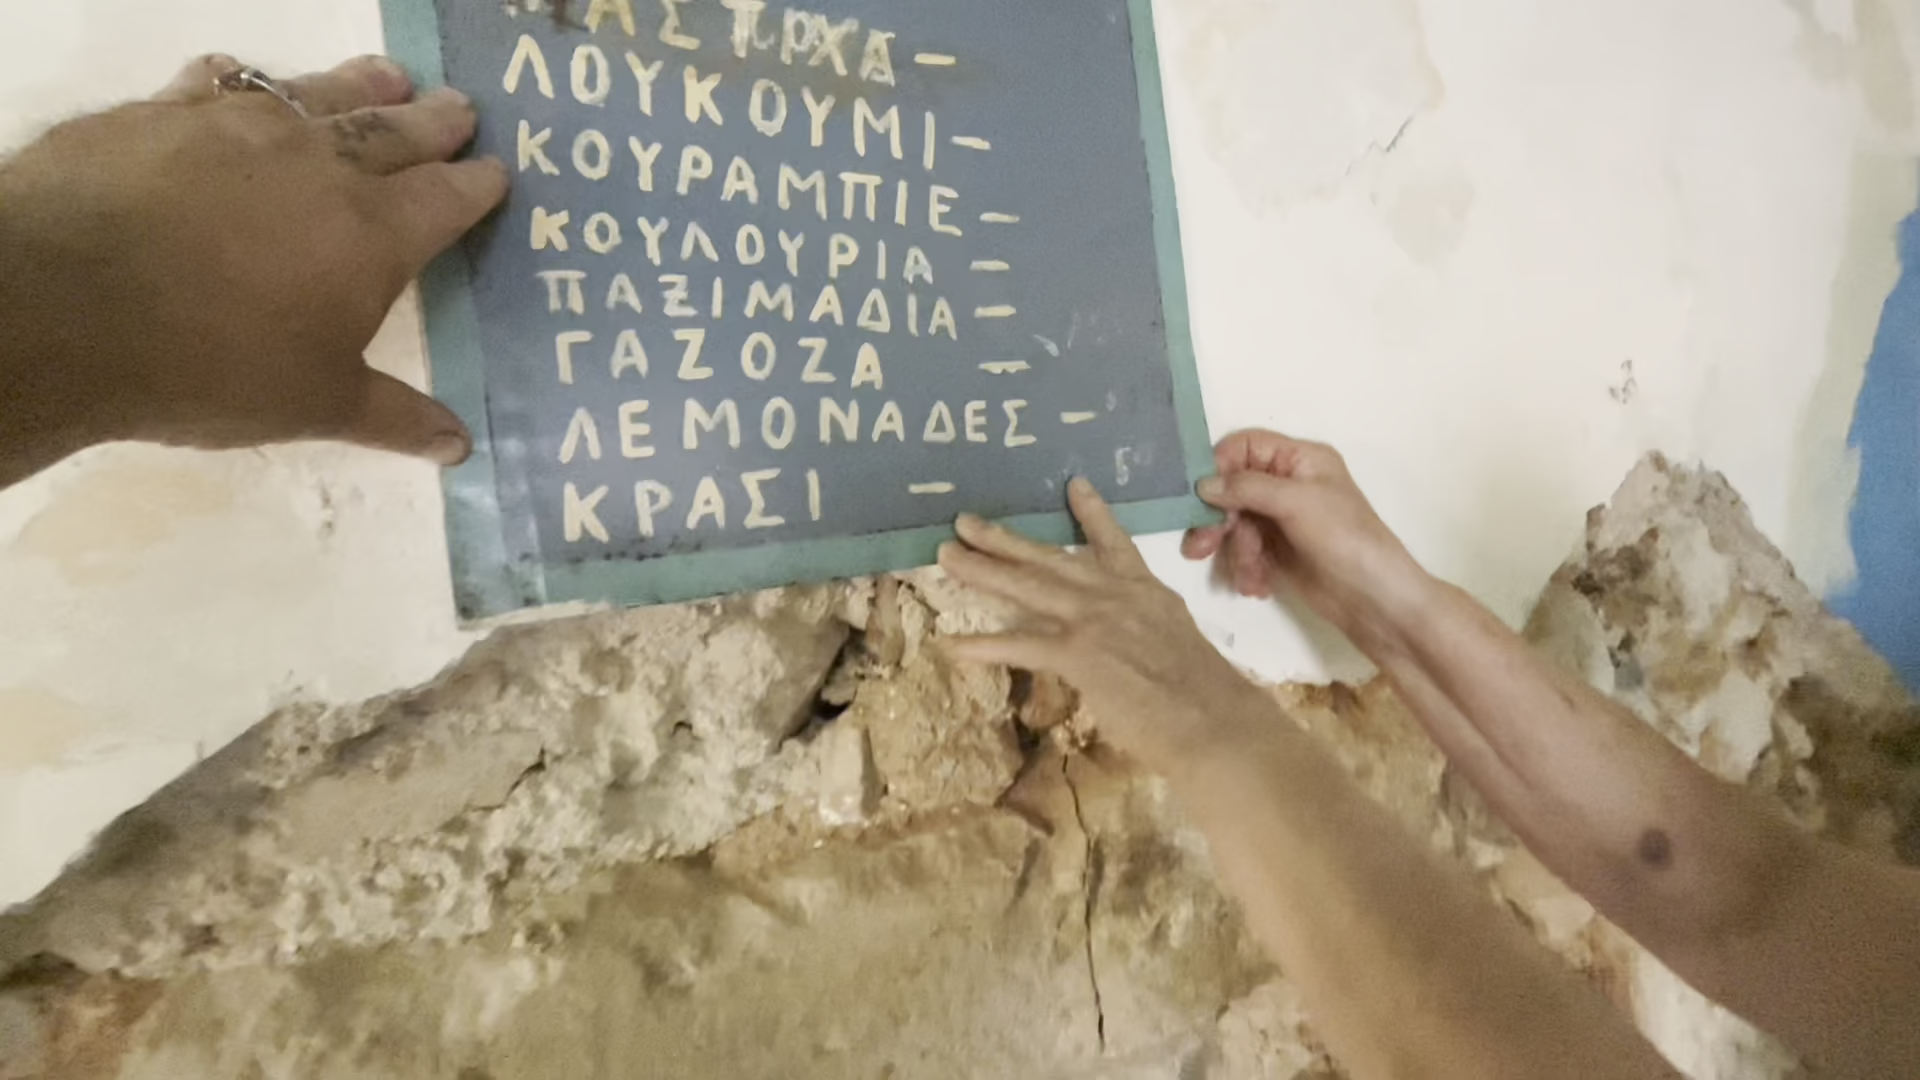 ΛΟΥΚΟΥΜΙ–
ΚΟΥΡΑΜΠΙΕ–
ΚΟΥΛΟΥΡΙΑ –
ΠΑΞΙΜΑΔΙΑ –
ΓΑΖΟΖΑ –
ΛΕΜΟΝΑΔΕΣ –
ΚΡΑΣΙ –